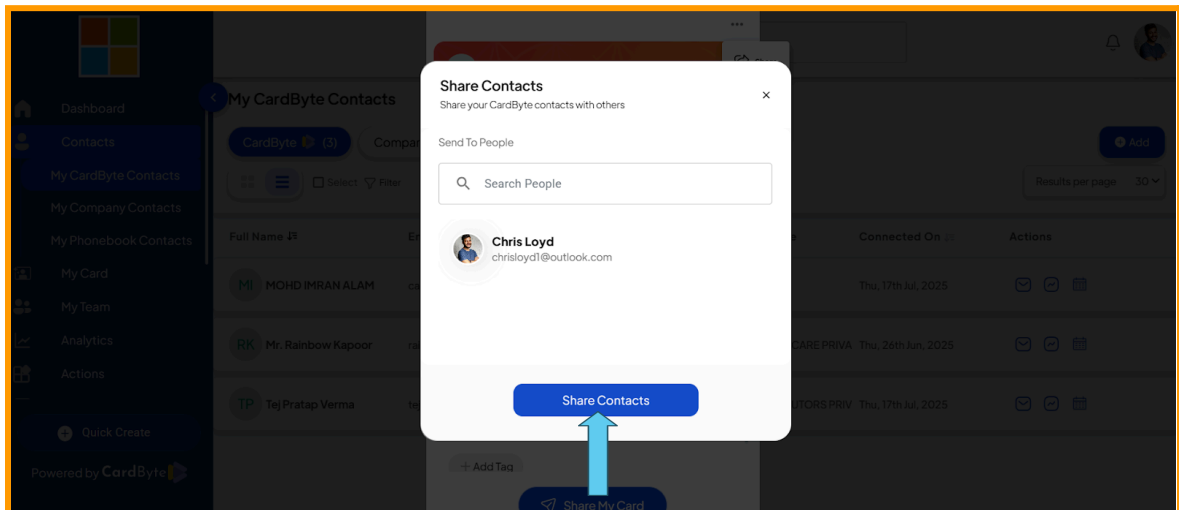 Dashboard
Contacts
My CardByte Contacts
My Company Contacts
My Phonebook Contacts
My Card
My Team
Analytics
Actions
Quick Create
Powered by CardByte
My CardByte Contacts
CardByte (3)
Add
Select
Filter
Results per page 30
Full Name
Connected On
Actions
MI MOHD IMRAN ALAM
Thu, 17th Jul, 2025
RK Mr. Rainbow Kapoor
CARE PRIVA Thu, 26th Jun, 2025
TP Tej Pratap Verma
UTORS PRIV Thu, 17th Jul, 2025
Share Contacts
Share your CardByte contacts with others
Send To People
Search People
Chris Loyd
chrisloyd1@outlook.com
Share Contacts
+ Add Tag
Share My Card